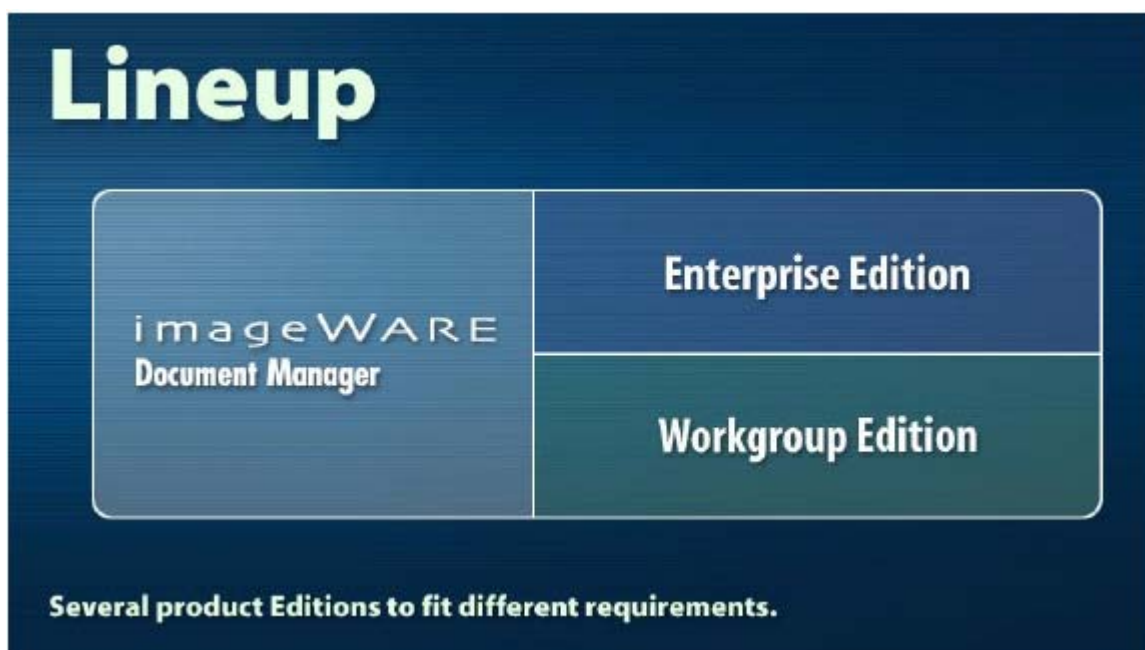 Lineup
imageWARE
Document Manager
Enterprise Edition
Workgroup Edition
Several product Editions to fit different requirements.